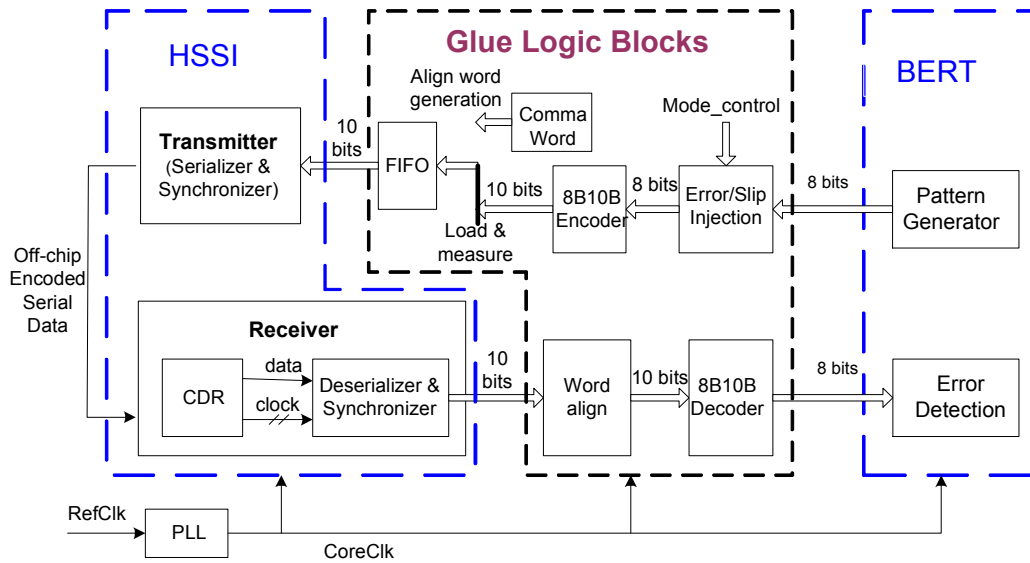 HSSI
Glue Logic Blocks
BERT
Align word
generation
Comma
Word
Mode_control
Transmitter
(Serializer &
Synchronizer)
10
bits
FIFO
10 bits
8B10B
Encoder
8 bits
Error/Slip
Injection
8 bits
Pattern
Generator
Load &
measure
Off-chip
Encoded
Serial
Data
Receiver
CDR
data
clock
Deserializer &
Synchronizer
10
bits
Word
align
10 bits
8B10B
Decoder
8 bits
Error
Detection
RefClk
PLL
CoreClk